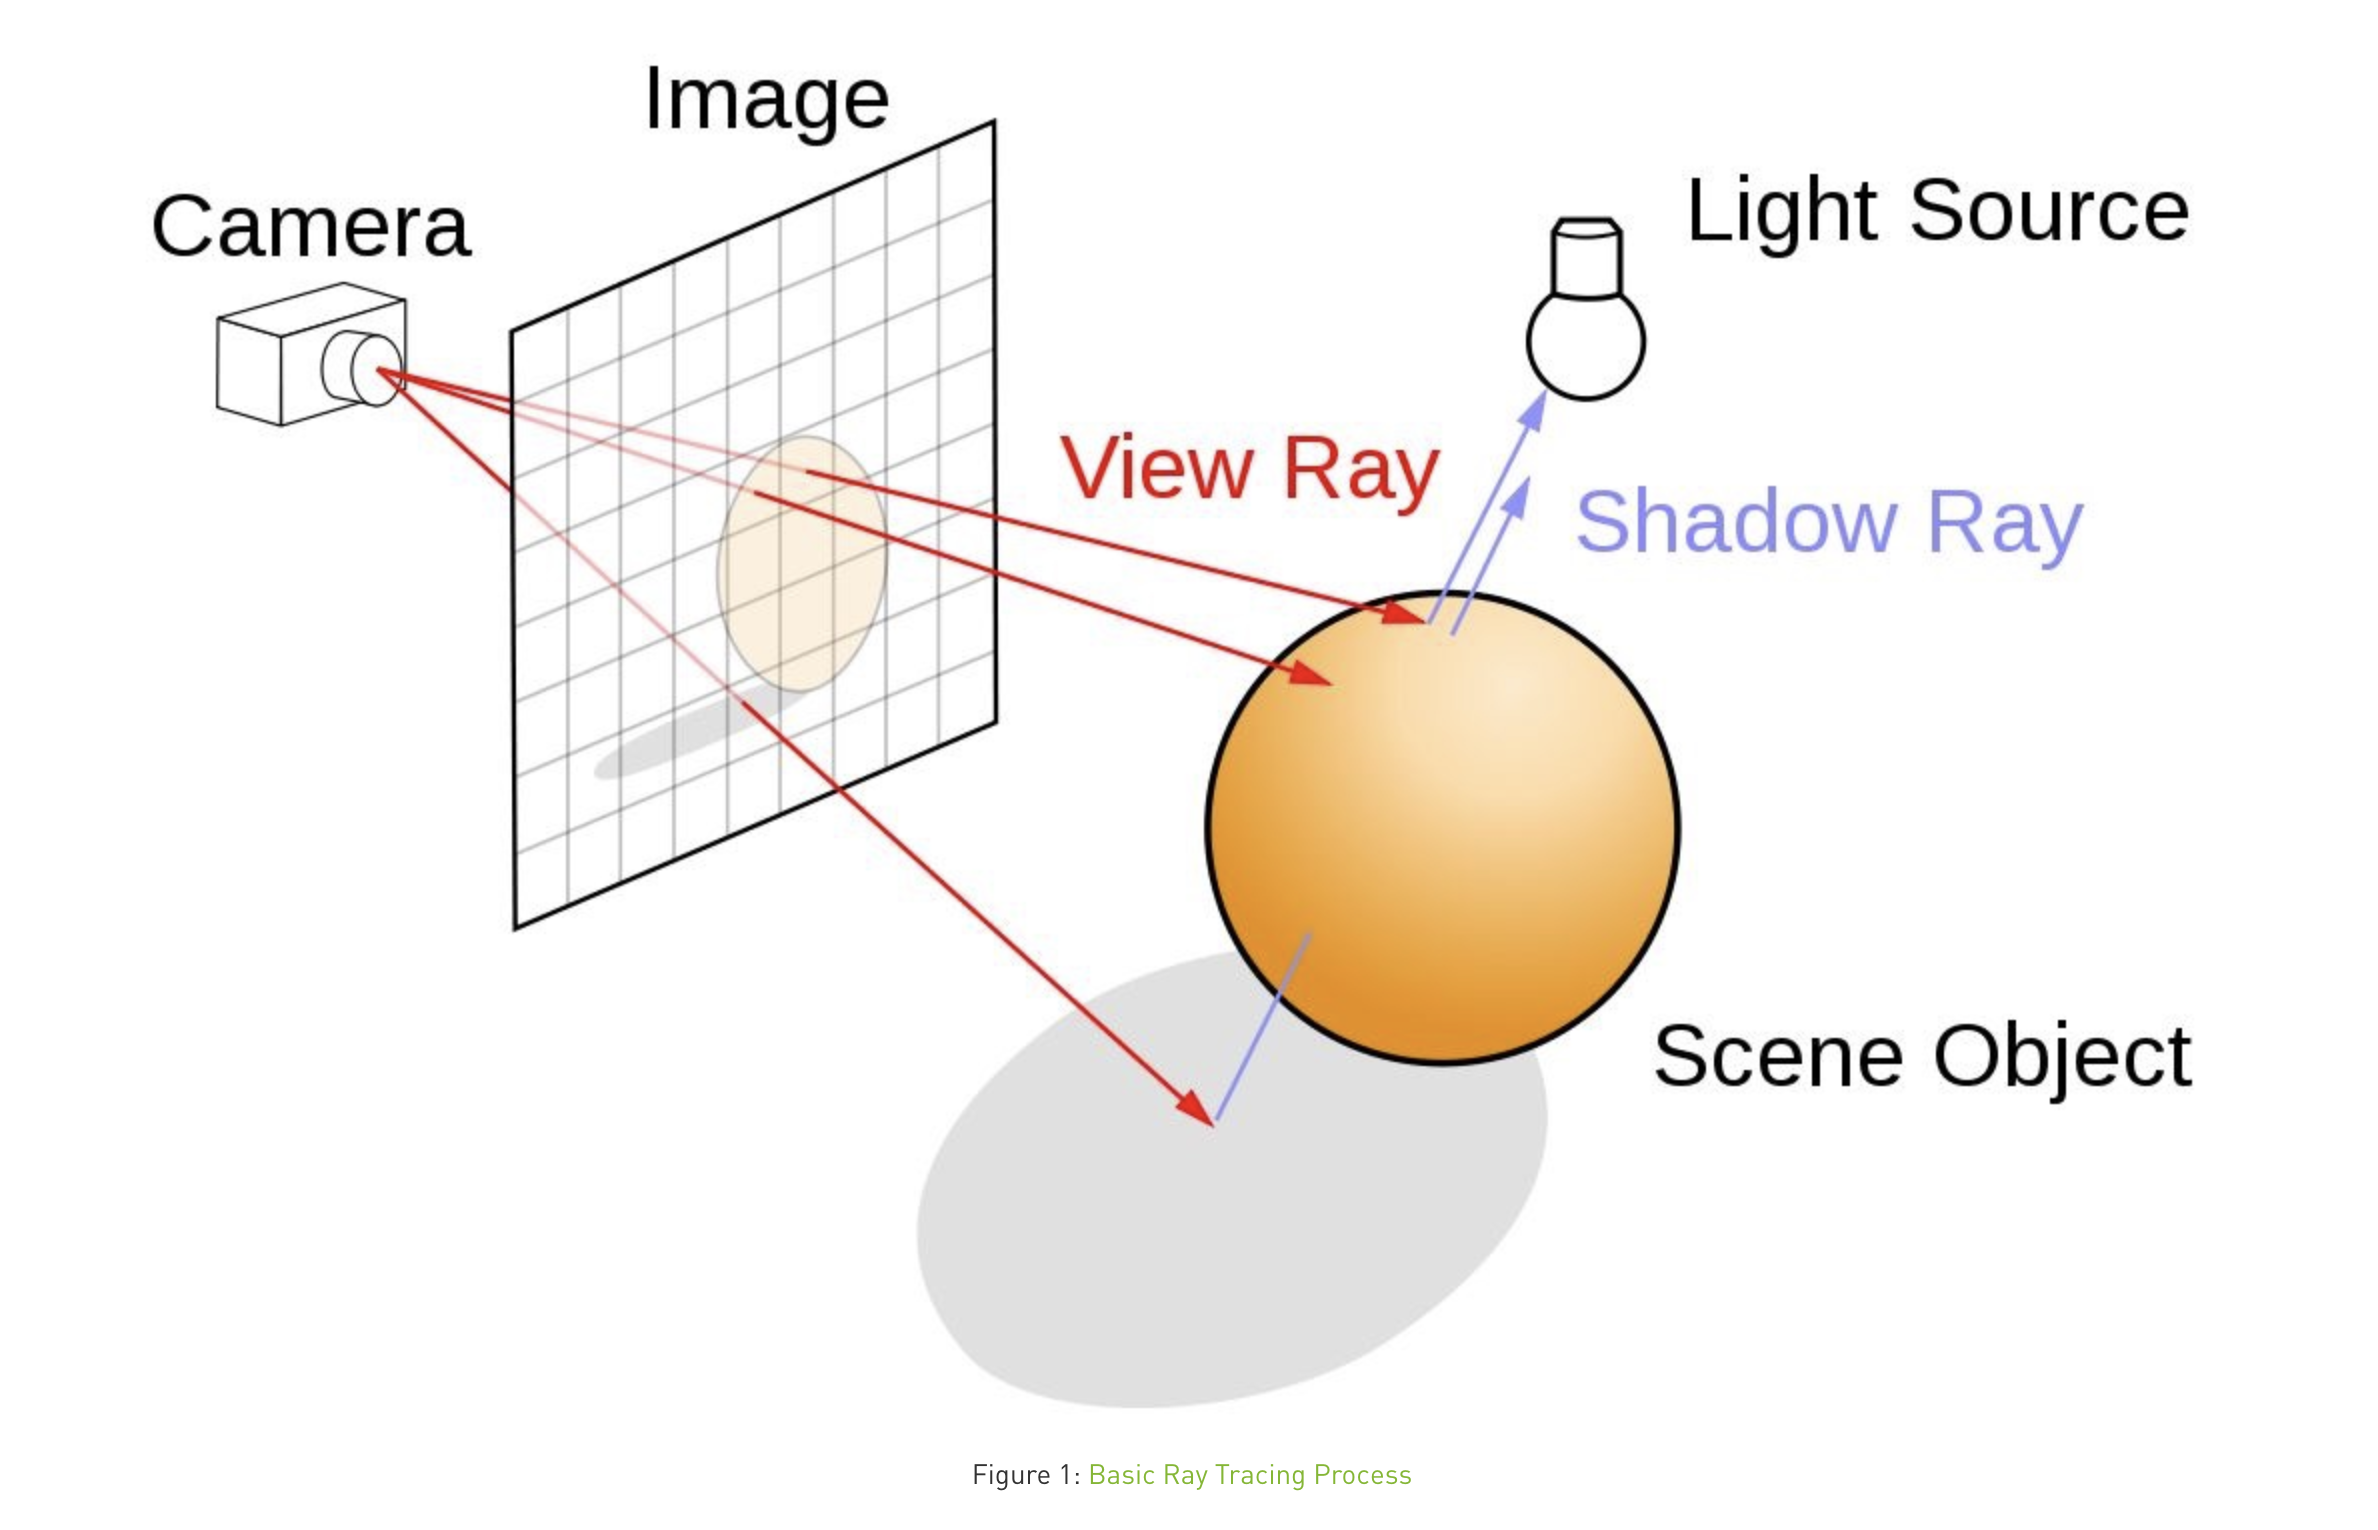 Image
Camera
Light Source
View Ray
Shadow Ray
Scene Object
Figure 1: Basic Ray Tracing Process